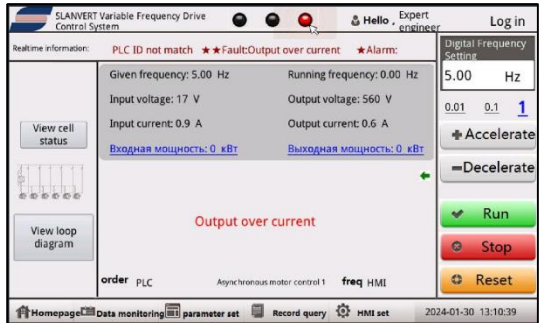 SLANVERT Variable Frequency Drive
Control System
Hello , Expert
engineer
Log in
Realtime information:
PLC ID not match ★★Fault:Output over current ★Alarm:
Digital Frequency
Setting
Given frequency: 5.00 Hz
Running frequency: 0.00 Hz
5.00 Hz
Input voltage: 17 V
Output voltage: 560 V
0.01 0.1 1
Input current: 0.9 A
Output current: 0.6 A
View cell
status
Accelerate
Входная мощность: 0 кВт
Выходная мощность: 0 кВт
Decelerate
Output over current
Run
View loop
diagram
Stop
order PLC
Asynchronous motor control 1
freq HMI
Reset
Homepage
Data monitoring
parameter set
Record query
HMI set
2024-01-30 13:10:39